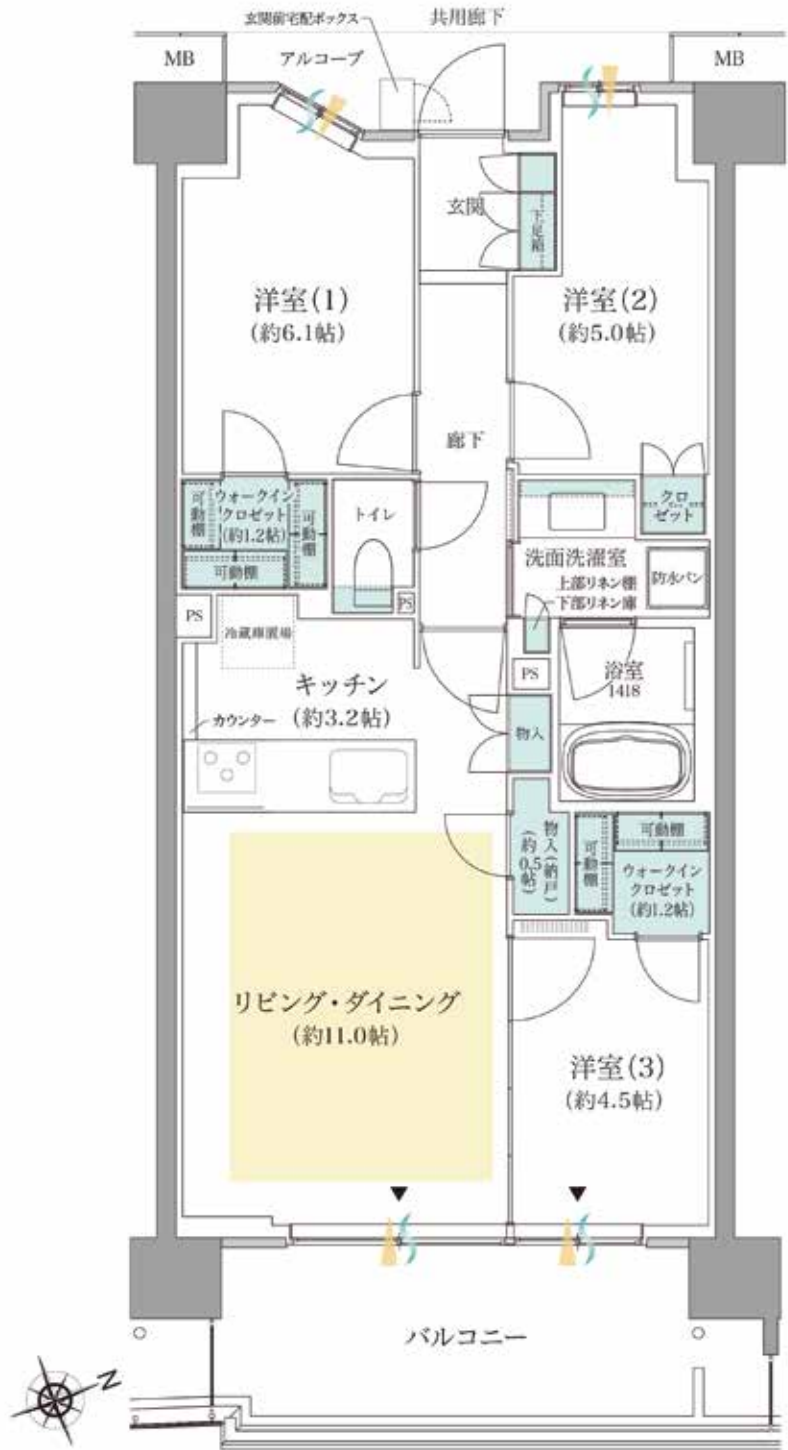 玄関前宅配ボックス
共用廊下
MB
アルコーブ
MB
玄関
下足箱
洋室(1)
(約6.1帖)
洋室(2)
(約5.0帖)
廊下
可動棚
ウォークイン
クロゼット
(約1.2帖)
可動棚
可動棚
トイレ
クロ
ゼット
洗面洗濯室
上部リネン棚
下部リネン庫
防水パン
PS
PS
冷蔵庫置場
キッチン
(約3.2帖)
カウンター
PS
浴室
1418
物入
物入(納戸)
(約0.5帖)
可動棚
可動棚
ウォークイン
クロゼット
(約1.2帖)
リビング・ダイニング
(約11.0帖)
洋室(3)
(約4.5帖)
バルコニー
N